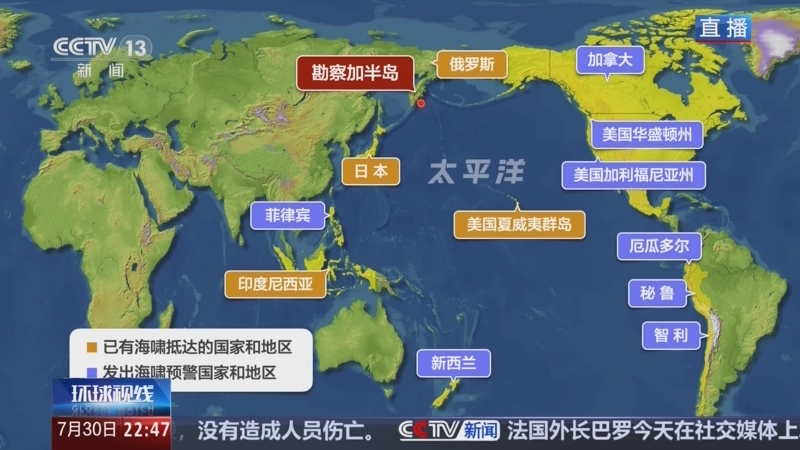 CCTV 13
新闻
直播
勘察加半岛
俄罗斯
加拿大
美国华盛顿州
美国加利福尼亚州
日本
太平洋
菲律宾
美国夏威夷群岛
厄瓜多尔
印度尼西亚
秘鲁
智利
新西兰
已有海啸抵达的国家和地区
发出海啸预警国家和地区
环球视线
GLOBAL WATCH
7月30日 22:47
，没有造成人员伤亡。 CCTV新闻 法国外长巴罗今天在社交媒体上